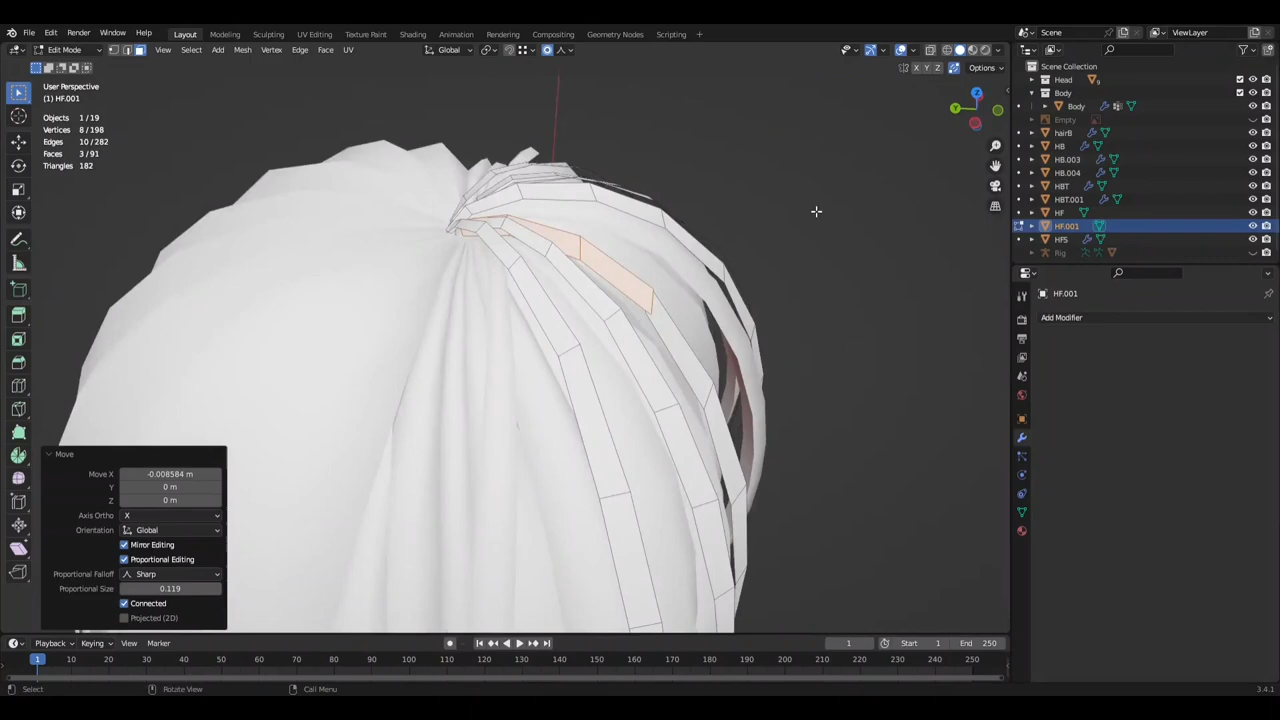 File Edit Render Window Help Layout Modeling Sculpting UV Editing Texture Paint Shading Animation Rendering Compositing Geometry Nodes Scripting + Scene ViewLayer
Edit Mode View Select Add Mesh Vertex Edge Face UV Global
X Y Z Options
User Perspective
(1) HF.001
Objects 1/19
Vertices 8/198
Edges 10/282
Faces 3/91
Triangles 182
Z
Y
Move
Move X -0.008584 m
Y 0 m
Z 0 m
Axis Ortho X
Orientation Global
Mirror Editing
Proportional Editing
Proportional Falloff Sharp
Proportional Size 0.119
Connected
Projected (2D)
Scene Collection
Head 9
Body
Body
Empty
hairB
HB
HB.003
HB.004
HBT
HBT.001
HF
HF.001
HFS
Rig
HF.001
Add Modifier
Playback Keying View Marker 1 Start 1 End 250
1 10 20 30 40 50 60 70 80 90 100 110 120 130 140 150 160 170 180 190 200 210 220 230 240 250
Select Rotate View Call Menu 3.4.1